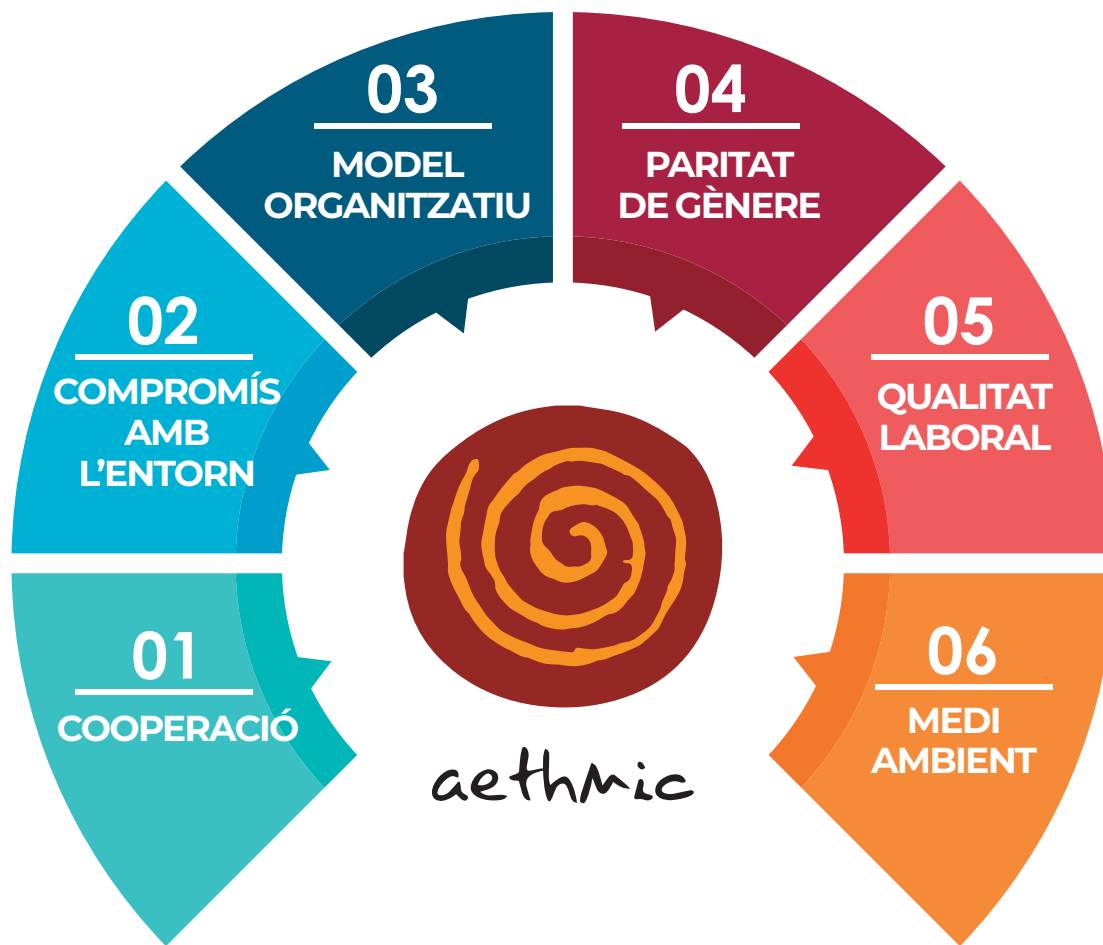 01
COOPERACIÓ
02
COMPROMÍS
AMB
L’ENTORN
03
MODEL
ORGANITZATIU
04
PARITAT
DE GÈNERE
05
QUALITAT
LABORAL
06
MEDI
AMBIENT
aethmic